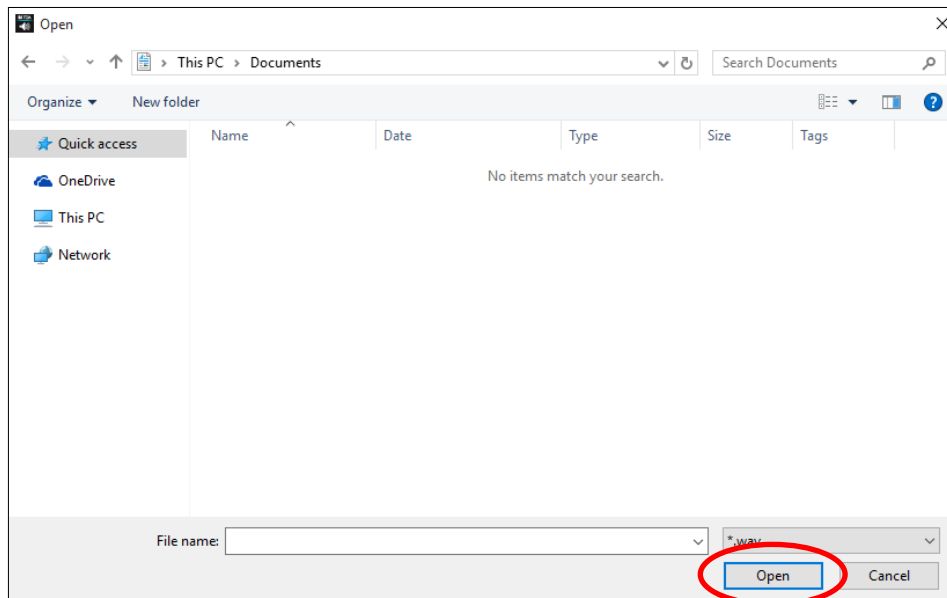 Open
This PC > Documents
Search Documents
Organize
New folder
Name
Date
Type
Size
Tags
Quick access
No items match your search.
OneDrive
This PC
Network
File name:
*.wav
Open
Cancel